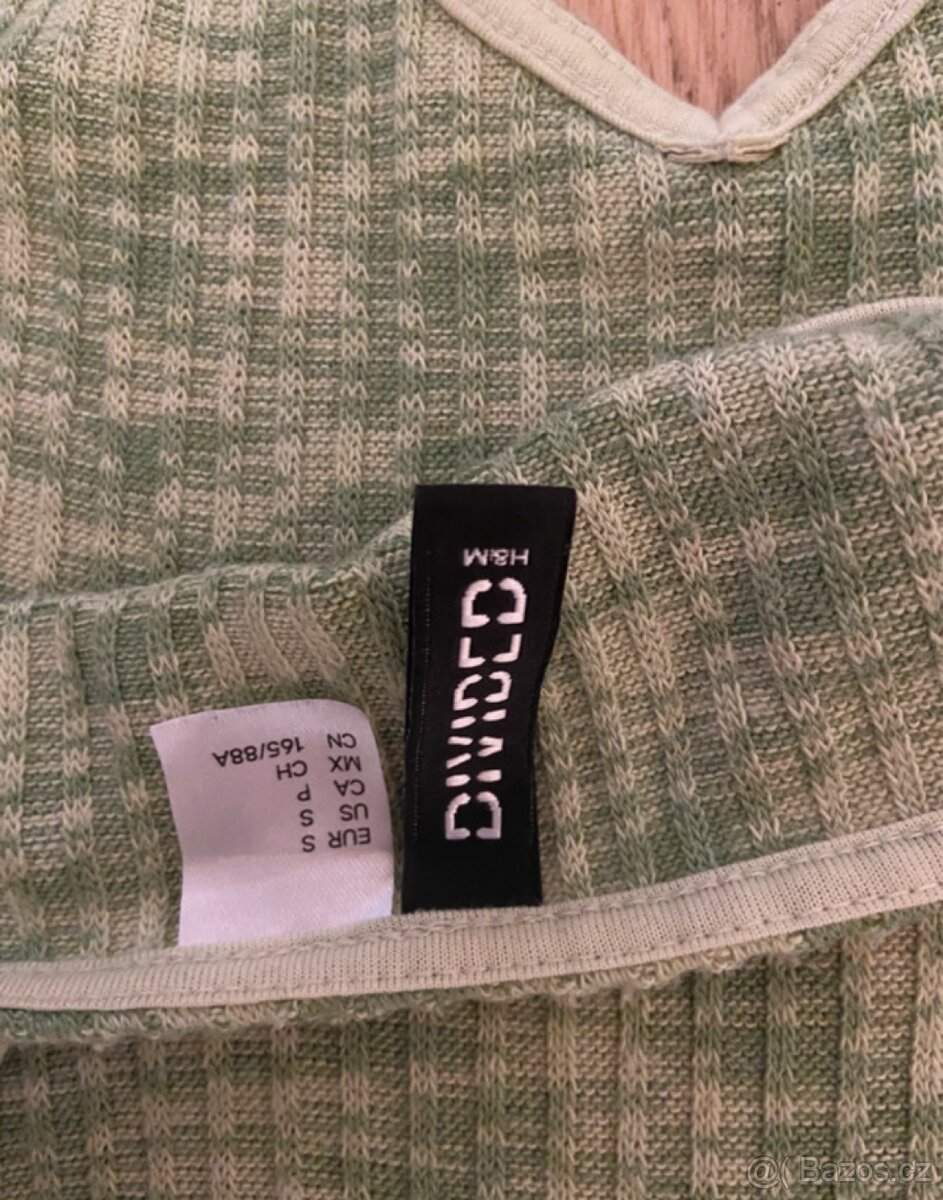 H&M
DIVIDED
EUR S
US S
CA P
MX CH
CN 165/88A
@( Bazos.cz